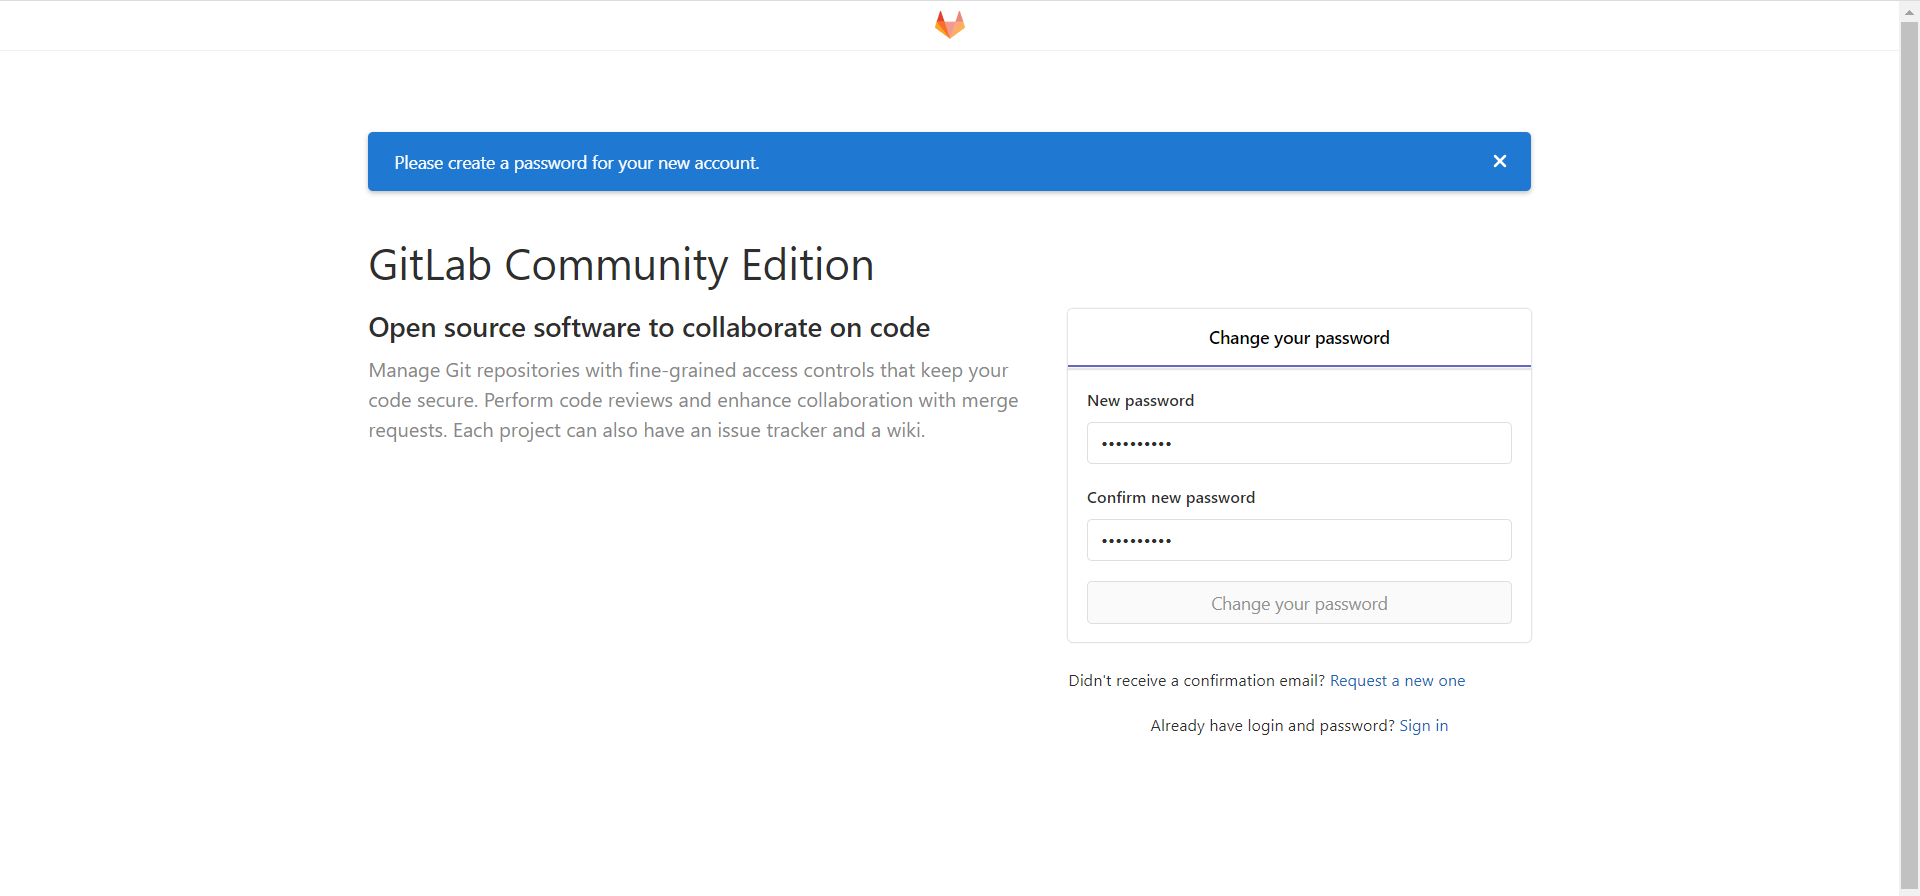 Please create a password for your new account.
GitLab Community Edition
Open source software to collaborate on code
Manage Git repositories with fine-grained access controls that keep your
code secure. Perform code reviews and enhance collaboration with merge
requests. Each project can also have an issue tracker and a wiki.
Change your password
New password
••••••••••
Confirm new password
••••••••••
Change your password
Didn't receive a confirmation email? Request a new one
Already have login and password? Sign in